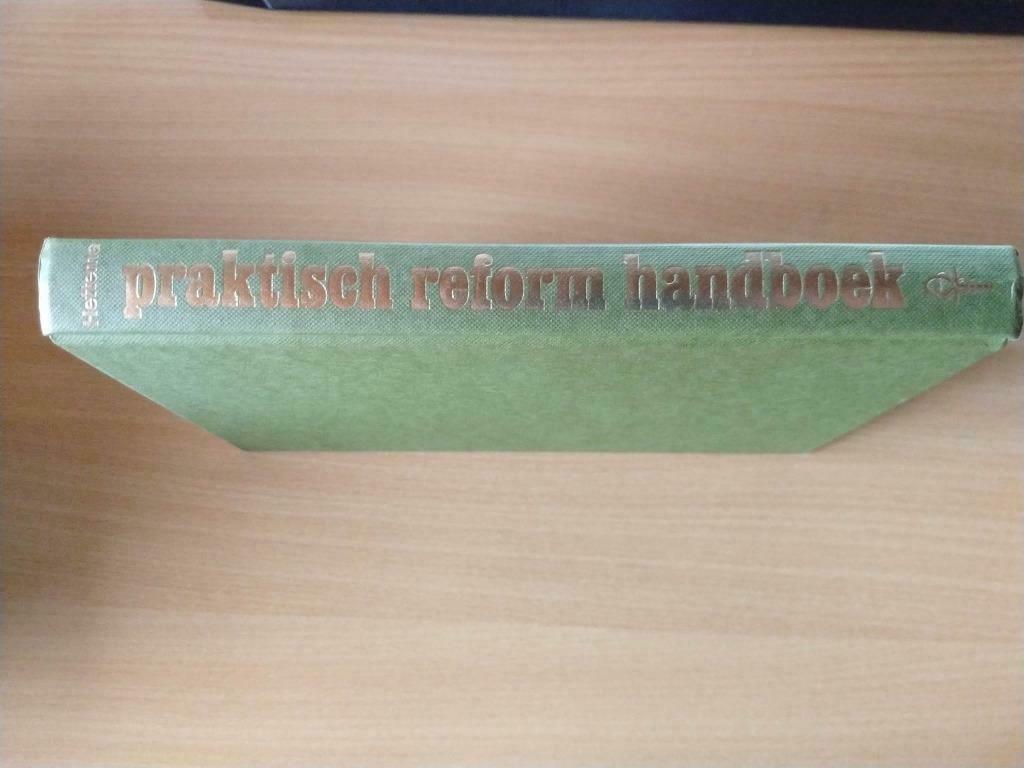 Hettema
praktisch reform handboek